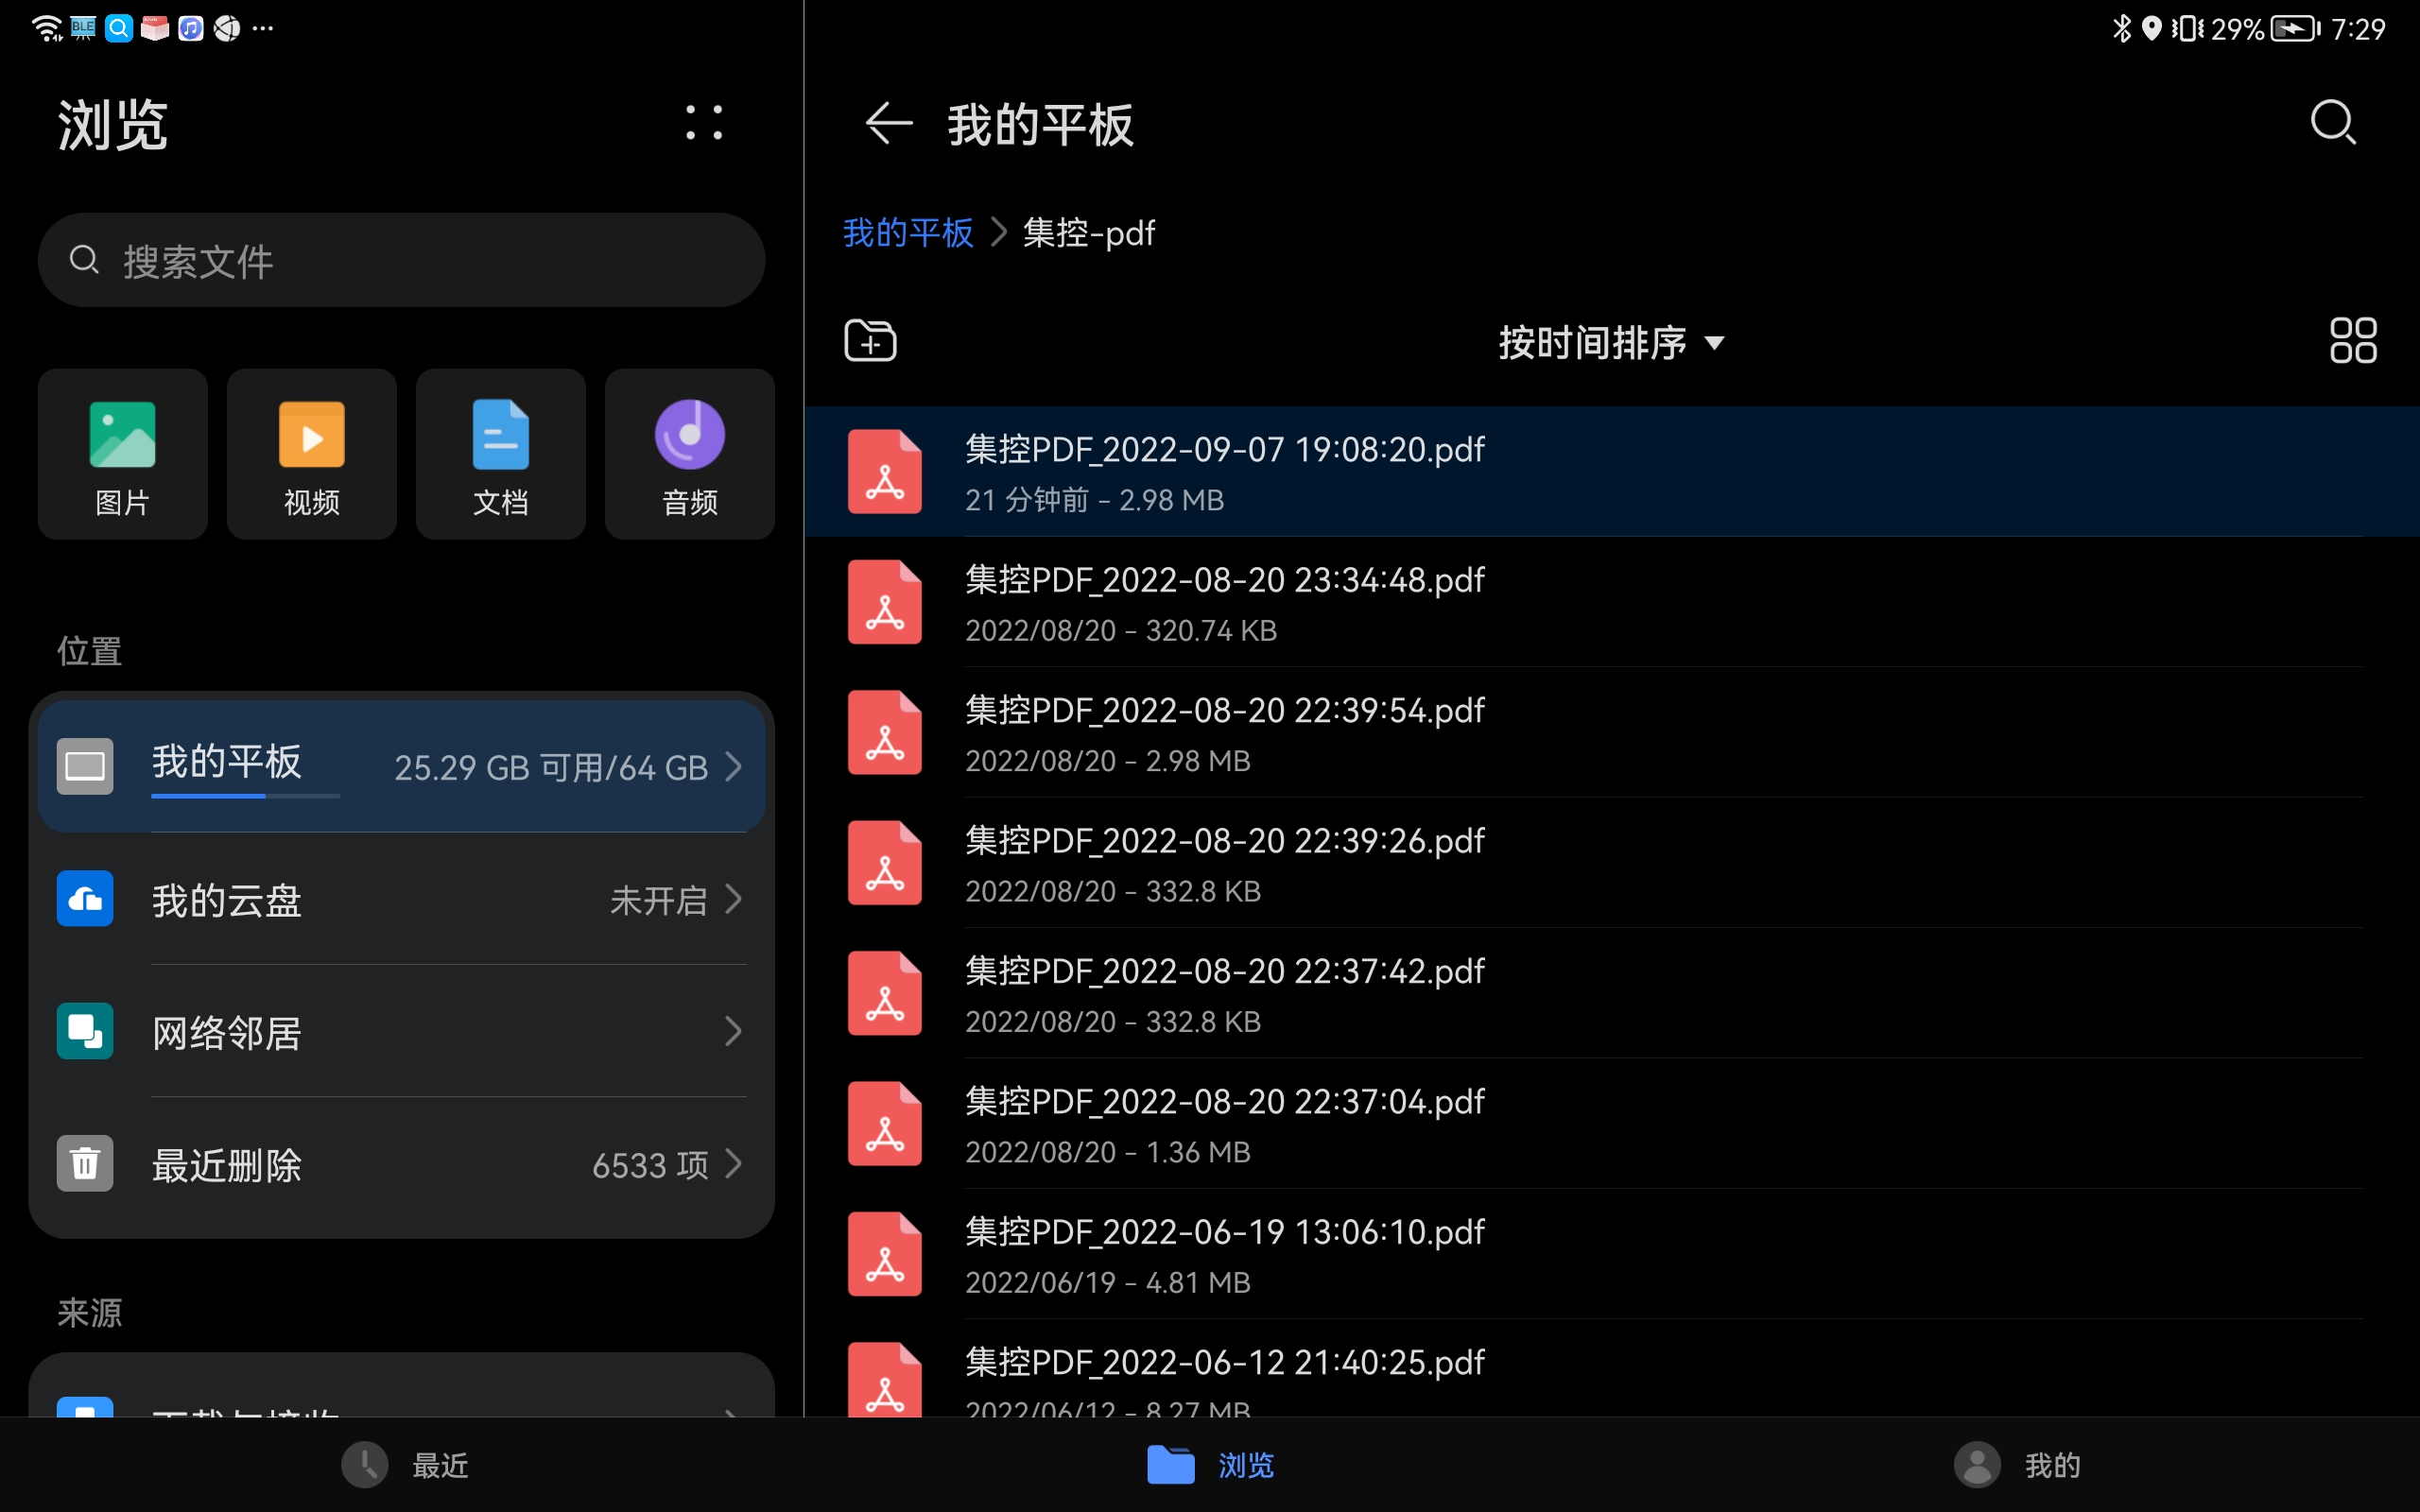 BLE
29%
7:29
浏览
搜索文件
图片
视频
文档
音频
位置
我的平板
25.29 GB 可用/64 GB
我的云盘
未开启
网络邻居
最近删除
6533 项
来源
下载与接收
我的平板
我的平板 > 集控-pdf
按时间排序
集控PDF_2022-09-07 19:08:20.pdf
21 分钟前 - 2.98 MB
集控PDF_2022-08-20 23:34:48.pdf
2022/08/20 - 320.74 KB
集控PDF_2022-08-20 22:39:54.pdf
2022/08/20 - 2.98 MB
集控PDF_2022-08-20 22:39:26.pdf
2022/08/20 - 332.8 KB
集控PDF_2022-08-20 22:37:42.pdf
2022/08/20 - 332.8 KB
集控PDF_2022-08-20 22:37:04.pdf
2022/08/20 - 1.36 MB
集控PDF_2022-06-19 13:06:10.pdf
2022/06/19 - 4.81 MB
集控PDF_2022-06-12 21:40:25.pdf
2022/06/12 - 8.27 MB
最近
浏览
我的